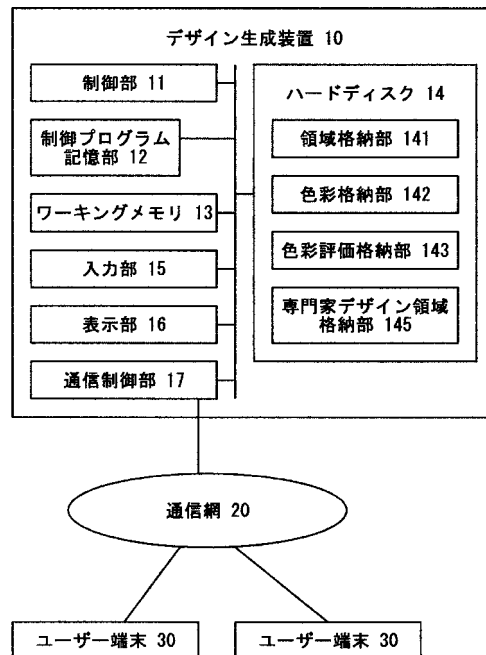 デザイン生成装置 10
制御部 11
制御プログラム
記憶部 12
ワーキングメモリ 13
入力部 15
表示部 16
通信制御部 17
ハードディスク 14
領域格納部 141
色彩格納部 142
色彩評価格納部 143
専門家デザイン領域
格納部 145
通信網 20
ユーザー端末 30
ユーザー端末 30